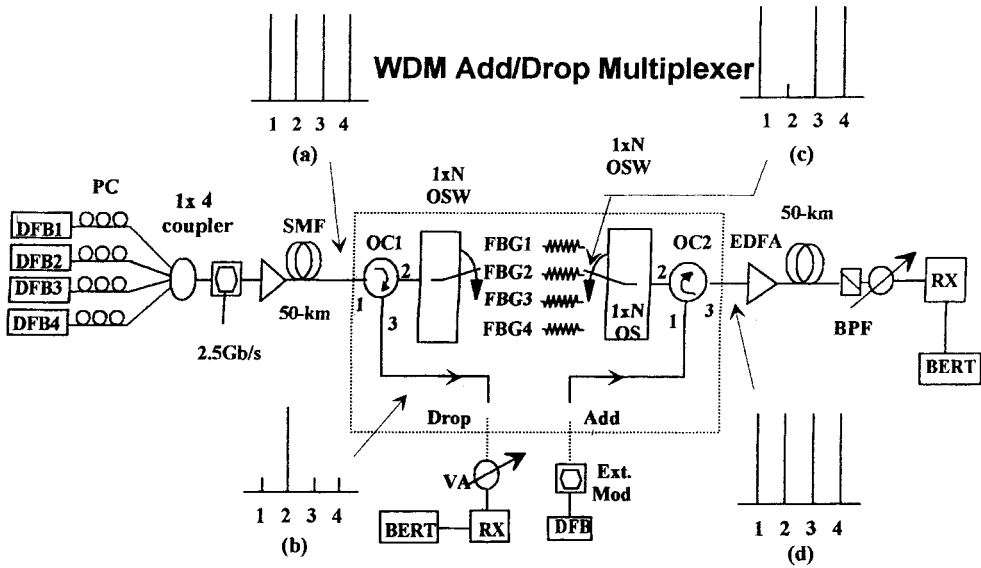 WDM Add/Drop Multiplexer
1 2 3 4
(a)
1 2 3 4
(c)
1xN
OSW
1xN
OSW
PC
1x 4
coupler
SMF
50-km
DFB1
DFB2
DFB3
DFB4
2.5Gb/s
50-km
OC1
1
2
3
FBG1
FBG2
FBG3
FBG4
1xN
OS
OC2
2
1
3
EDFA
BPF
RX
BERT
Drop
Add
VA
BERT
RX
Ext.
Mod
DFB
1 2 3 4
(b)
1 2 3 4
(d)